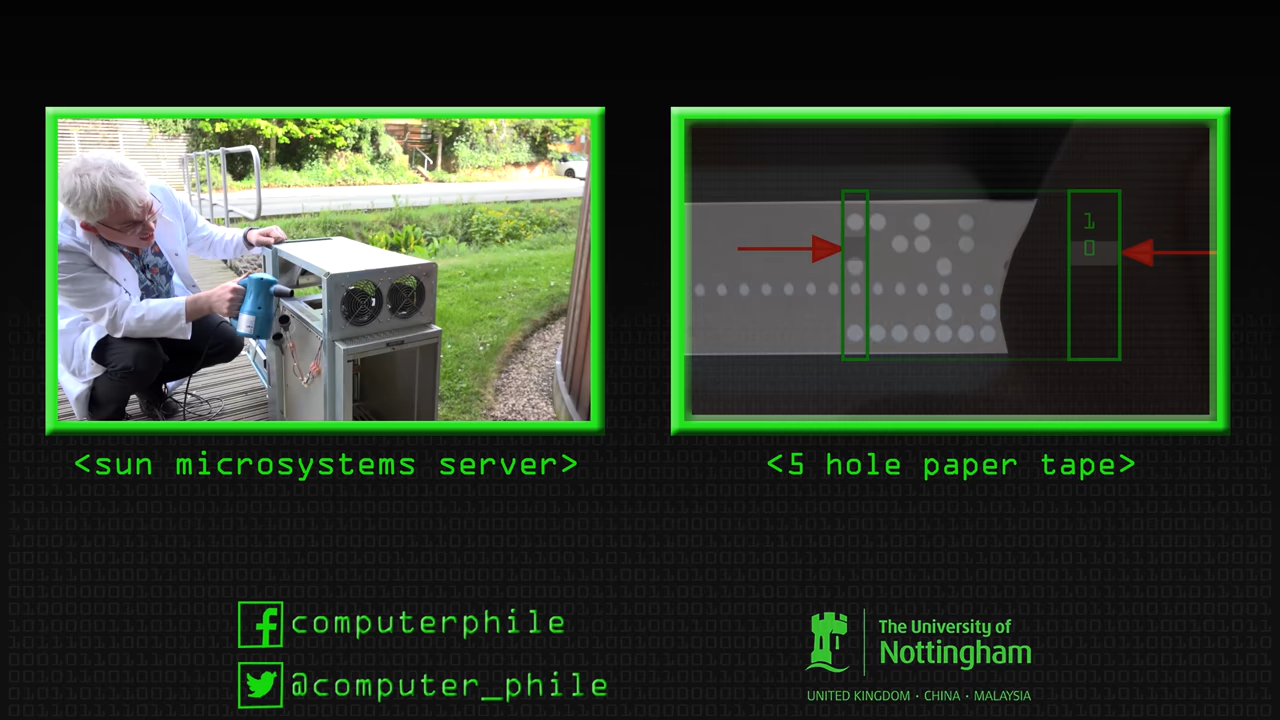 1
0
<sun microsystems server>
<5 hole paper tape>
computerphile
@computer_phile
The University of
Nottingham
UNITED KINGDOM · CHINA · MALAYSIA